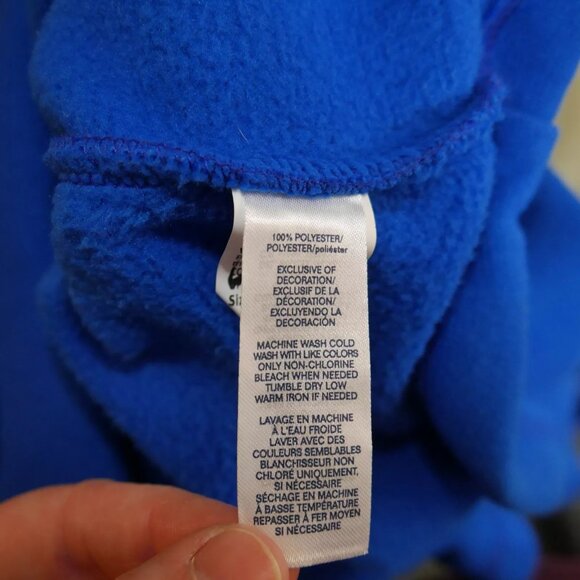 100% POLYESTER/
POLYESTER/poliéster
EXCLUSIVE OF
DECORATION/
EXCLUSIF DE LA
DÉCORATION/
EXCLUYENDO LA
DECORACIÓN
MACHINE WASH COLD
WASH WITH LIKE COLORS
ONLY NON-CHLORINE
BLEACH WHEN NEEDED
TUMBLE DRY LOW
WARM IRON IF NEEDED
LAVAGE EN MACHINE
À L'EAU FROIDE
LAVER AVEC DES
COULEURS SEMBLABLES
BLANCHISSEUR NON
CHLORÉ UNIQUEMENT,
SI NÉCESSAIRE
SÉCHAGE EN MACHINE
À BASSE TEMPÉRATURE
REPASSER À FER MOYEN
SI NÉCESSAIRE